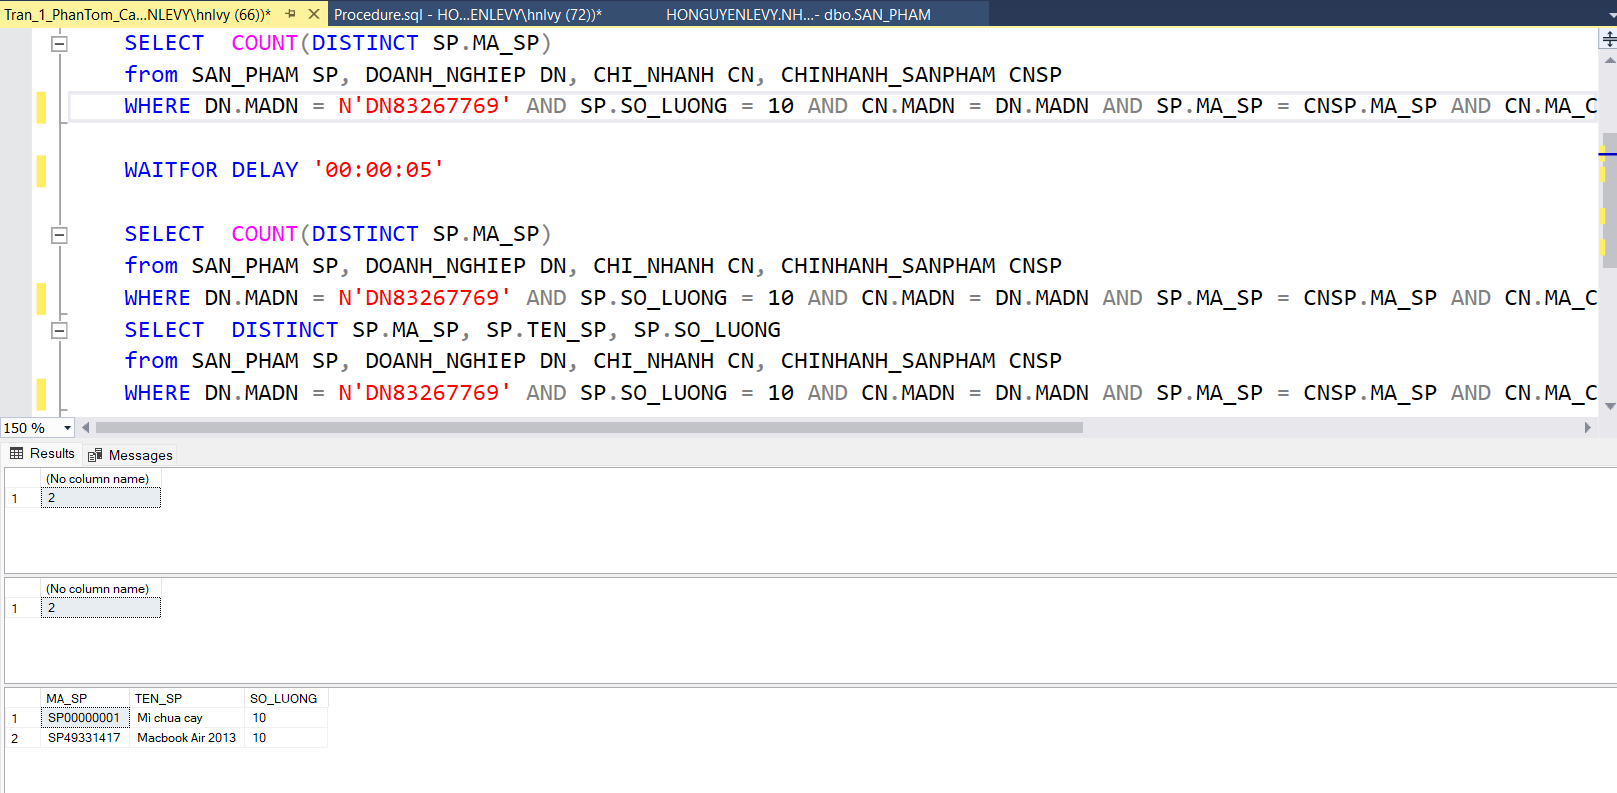 Tran_1_PhanTom_Ca...NLEVY\hnlvy (66))*
Procedure.sql - HO...ENLEVY\hnlvy (72))*
HONGUYENLEVY.NH...- dbo.SAN_PHAM
SELECT  COUNT(DISTINCT SP.MA_SP)
from SAN_PHAM SP, DOANH_NGHIEP DN, CHI_NHANH CN, CHINHANH_SANPHAM CNSP
WHERE DN.MADN = N'DN83267769' AND SP.SO_LUONG = 10 AND CN.MADN = DN.MADN AND SP.MA_SP = CNSP.MA_SP AND CN.MA_C
WAITFOR DELAY '00:00:05'
SELECT  COUNT(DISTINCT SP.MA_SP)
from SAN_PHAM SP, DOANH_NGHIEP DN, CHI_NHANH CN, CHINHANH_SANPHAM CNSP
WHERE DN.MADN = N'DN83267769' AND SP.SO_LUONG = 10 AND CN.MADN = DN.MADN AND SP.MA_SP = CNSP.MA_SP AND CN.MA_C
SELECT  DISTINCT SP.MA_SP, SP.TEN_SP, SP.SO_LUONG
from SAN_PHAM SP, DOANH_NGHIEP DN, CHI_NHANH CN, CHINHANH_SANPHAM CNSP
WHERE DN.MADN = N'DN83267769' AND SP.SO_LUONG = 10 AND CN.MADN = DN.MADN AND SP.MA_SP = CNSP.MA_SP AND CN.MA_C
150 %
Results Messages
(No column name)
1 2
(No column name)
1 2
MA_SP TEN_SP SO_LUONG
1 SP00000001 Mì chua cay 10
2 SP49331417 Macbook Air 2013 10